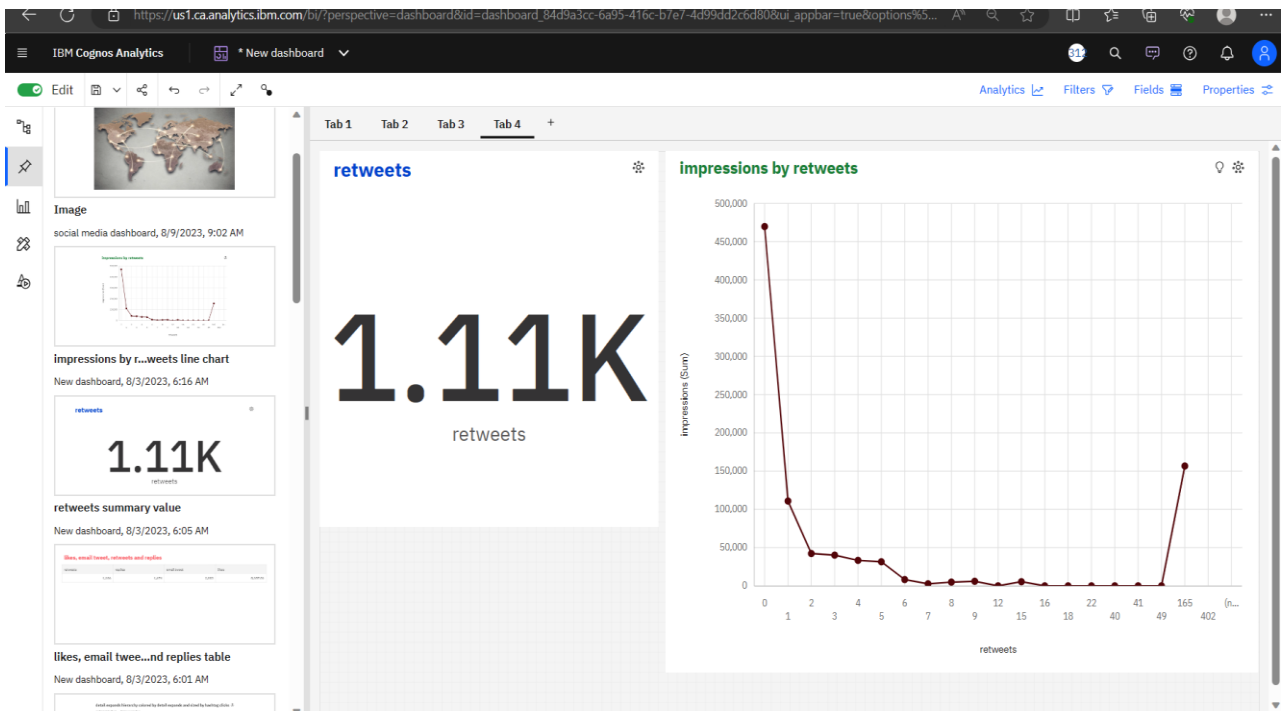 https://us1.ca.analytics.ibm.com/bi/?perspective=dashboard&id=dashboard_84d9a3cc-6a95-416c-b7e7-4d99dd2c6d80&ui_appbar=true&options%5...
IBM Cognos Analytics
* New dashboard
312
Edit
Analytics
Filters
Fields
Properties
Image
social media dashboard, 8/9/2023, 9:02 AM
impressions by retweets
impressions by r...weets line chart
New dashboard, 8/3/2023, 6:16 AM
retweets
1.11K
retweets
retweets summary value
New dashboard, 8/3/2023, 6:05 AM
likes, email tweet, retweets and replies
likes, email twee...nd replies table
New dashboard, 8/3/2023, 6:01 AM
Tab 1 Tab 2 Tab 3 Tab 4 +
retweets
1.11K
retweets
impressions by retweets
impressions (Sum)
500,000
450,000
400,000
350,000
300,000
250,000
200,000
150,000
100,000
50,000
0
0 2 4 6 8 12 16 22 41 165 (n...
1 3 5 7 9 15 18 40 49 402
retweets